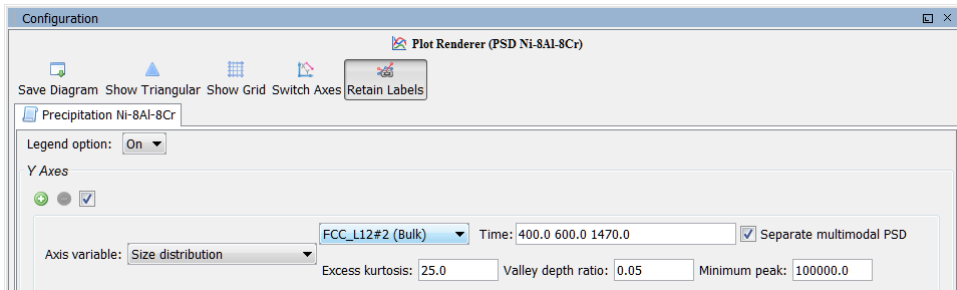 Configuration
Plot Renderer (PSD Ni-8Al-8Cr)
Save Diagram Show Triangular Show Grid Switch Axes Retain Labels
Precipitation Ni-8Al-8Cr
Legend option: On
Y Axes
FCC_L12#2 (Bulk) Time: 400.0 600.0 1470.0 Separate multimodal PSD
Axis variable: Size distribution
Excess kurtosis: 25.0 Valley depth ratio: 0.05 Minimum peak: 100000.0